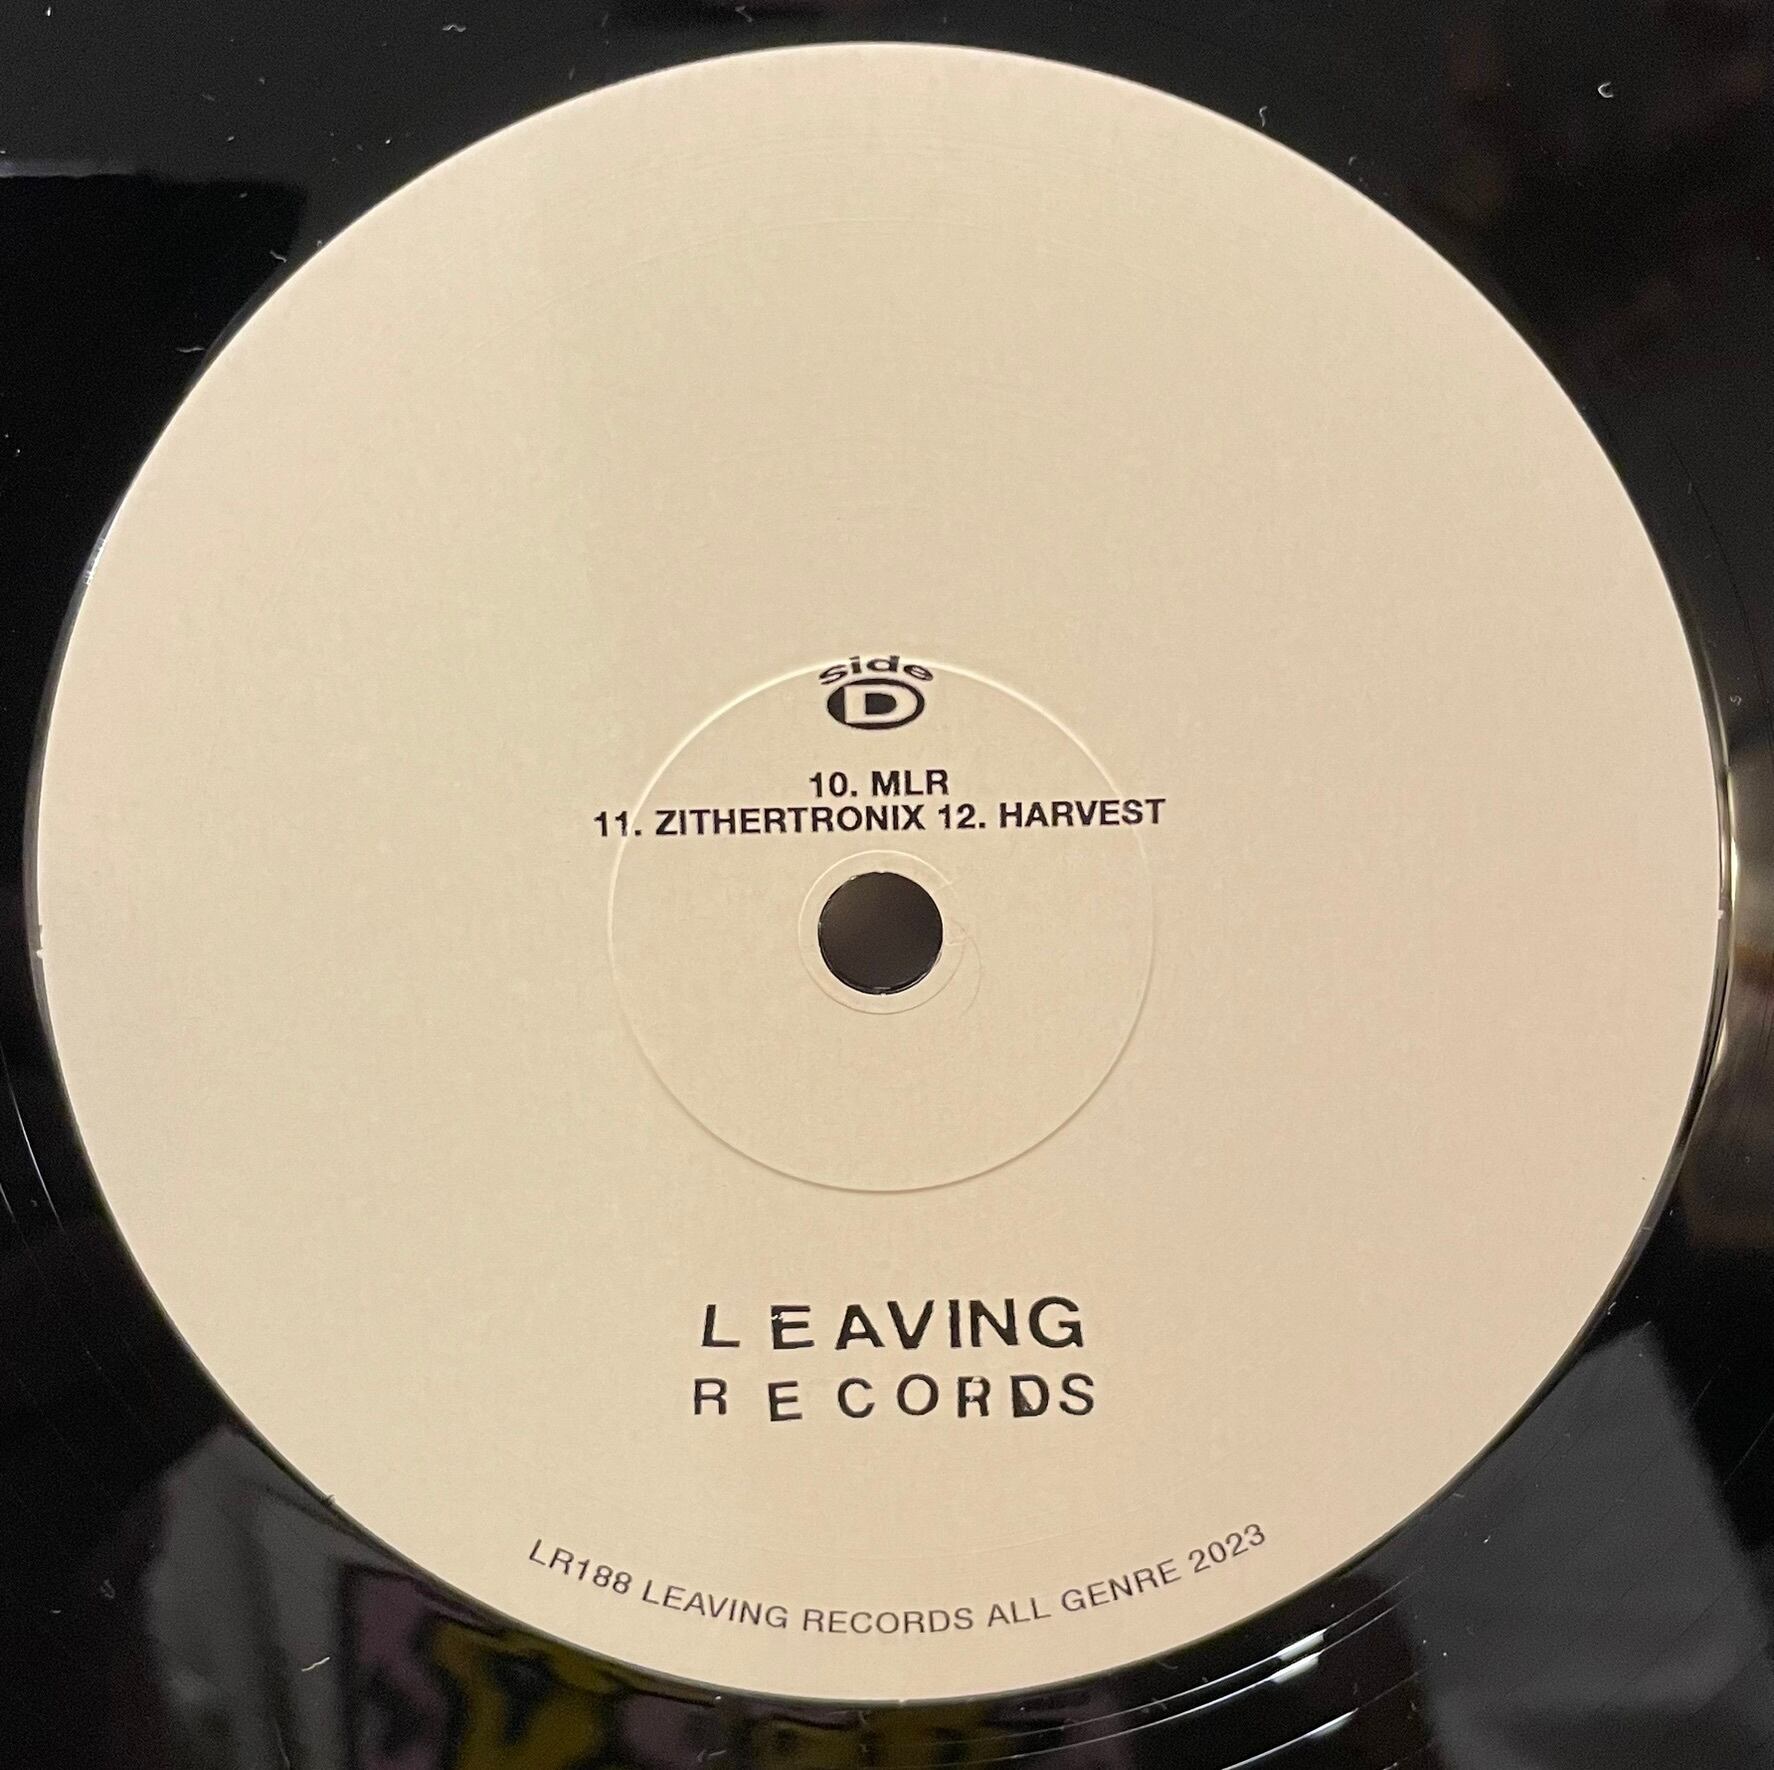 Side
D
10. MLR
11. ZITHERTRONIX 12. HARVEST
LEAVING
RECORDS
LR188 LEAVING RECORDS ALL GENRE 2023